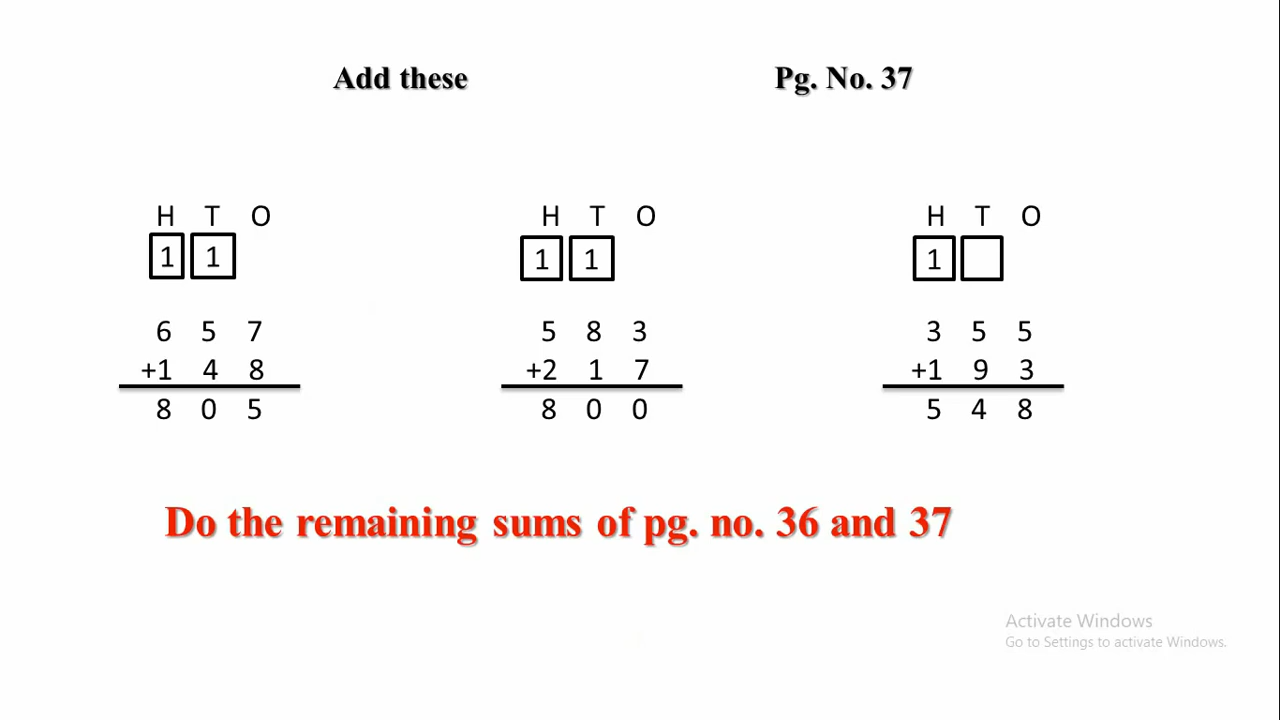 Add these Pg. No. 37
H T O H T O H T O
1 1 1 1 1
6 5 7 5 8 3 3 5 5
+1 4 8 +2 1 7 +1 9 3
8 0 5 8 0 0 5 4 8
Do the remaining sums of pg. no. 36 and 37
Activate Windows
Go to Settings to activate Windows.